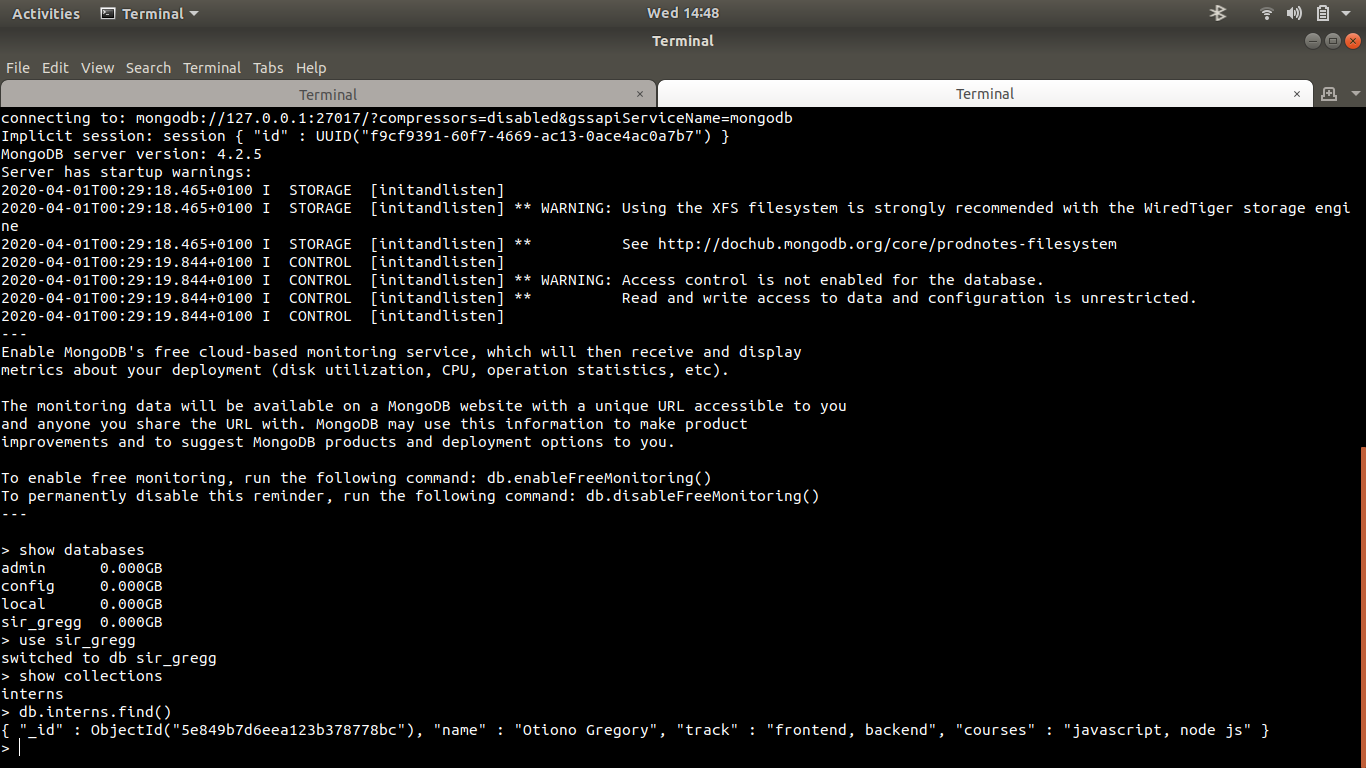 Activities Terminal Wed 14:48
Terminal
File Edit View Search Terminal Tabs Help
Terminal × Terminal ×
connecting to: mongodb://127.0.0.1:27017/?compressors=disabled&gssapiServiceName=mongodb
Implicit session: session { "id" : UUID("f9cf9391-60f7-4669-ac13-0ace4ac0a7b7") }
MongoDB server version: 4.2.5
Server has startup warnings:
2020-04-01T00:29:18.465+0100 I  STORAGE  [initandlisten]
2020-04-01T00:29:18.465+0100 I  STORAGE  [initandlisten] ** WARNING: Using the XFS filesystem is strongly recommended with the WiredTiger storage engi
ne
2020-04-01T00:29:18.465+0100 I  STORAGE  [initandlisten] **          See http://dochub.mongodb.org/core/prodnotes-filesystem
2020-04-01T00:29:19.844+0100 I  CONTROL  [initandlisten]
2020-04-01T00:29:19.844+0100 I  CONTROL  [initandlisten] ** WARNING: Access control is not enabled for the database.
2020-04-01T00:29:19.844+0100 I  CONTROL  [initandlisten] **          Read and write access to data and configuration is unrestricted.
2020-04-01T00:29:19.844+0100 I  CONTROL  [initandlisten]
---
Enable MongoDB's free cloud-based monitoring service, which will then receive and display
metrics about your deployment (disk utilization, CPU, operation statistics, etc).
The monitoring data will be available on a MongoDB website with a unique URL accessible to you
and anyone you share the URL with. MongoDB may use this information to make product
improvements and to suggest MongoDB products and deployment options to you.
To enable free monitoring, run the following command: db.enableFreeMonitoring()
To permanently disable this reminder, run the following command: db.disableFreeMonitoring()
---
> show databases
admin      0.000GB
config     0.000GB
local      0.000GB
sir_gregg  0.000GB
> use sir_gregg
switched to db sir_gregg
> show collections
interns
> db.interns.find()
{ "_id" : ObjectId("5e849b7d6eea123b378778bc"), "name" : "Otiono Gregory", "track" : "frontend, backend", "courses" : "javascript, node js" }
>